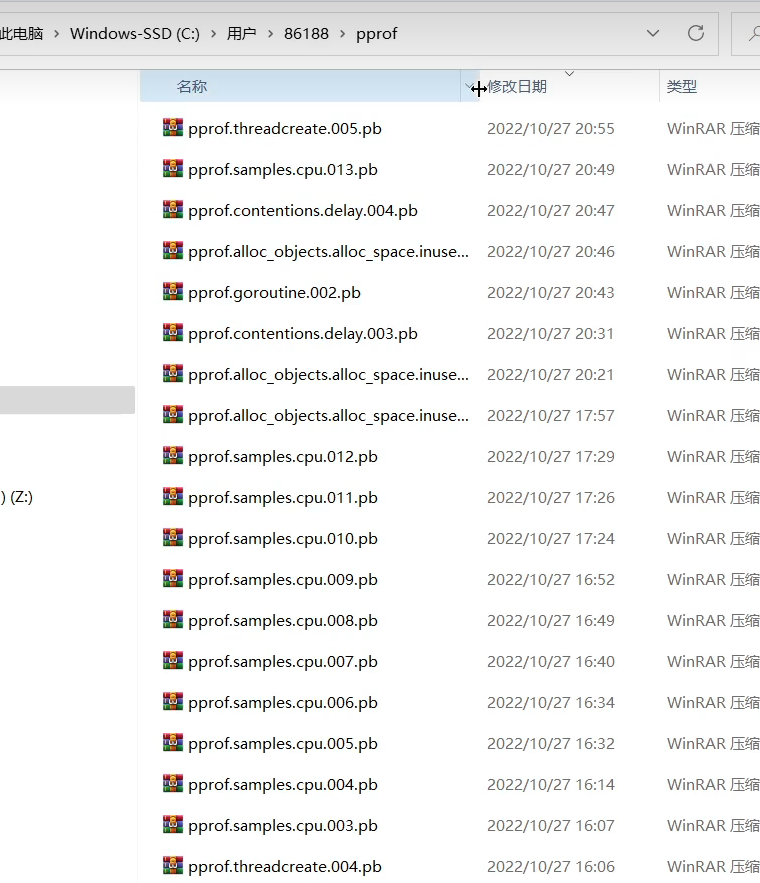 此电脑 › Windows-SSD (C:) › 用户 › 86188 › pprof
名称 修改日期 类型
pprof.threadcreate.005.pb 2022/10/27 20:55 WinRAR 压缩
pprof.samples.cpu.013.pb 2022/10/27 20:49 WinRAR 压缩
pprof.contentions.delay.004.pb 2022/10/27 20:47 WinRAR 压缩
pprof.alloc_objects.alloc_space.inuse... 2022/10/27 20:46 WinRAR 压缩
pprof.goroutine.002.pb 2022/10/27 20:43 WinRAR 压缩
pprof.contentions.delay.003.pb 2022/10/27 20:31 WinRAR 压缩
pprof.alloc_objects.alloc_space.inuse... 2022/10/27 20:21 WinRAR 压缩
pprof.alloc_objects.alloc_space.inuse... 2022/10/27 17:57 WinRAR 压缩
pprof.samples.cpu.012.pb 2022/10/27 17:29 WinRAR 压缩
) (Z:) pprof.samples.cpu.011.pb 2022/10/27 17:26 WinRAR 压缩
pprof.samples.cpu.010.pb 2022/10/27 17:24 WinRAR 压缩
pprof.samples.cpu.009.pb 2022/10/27 16:52 WinRAR 压缩
pprof.samples.cpu.008.pb 2022/10/27 16:49 WinRAR 压缩
pprof.samples.cpu.007.pb 2022/10/27 16:40 WinRAR 压缩
pprof.samples.cpu.006.pb 2022/10/27 16:34 WinRAR 压缩
pprof.samples.cpu.005.pb 2022/10/27 16:32 WinRAR 压缩
pprof.samples.cpu.004.pb 2022/10/27 16:14 WinRAR 压缩
pprof.samples.cpu.003.pb 2022/10/27 16:07 WinRAR 压缩
pprof.threadcreate.004.pb 2022/10/27 16:06 WinRAR 压缩